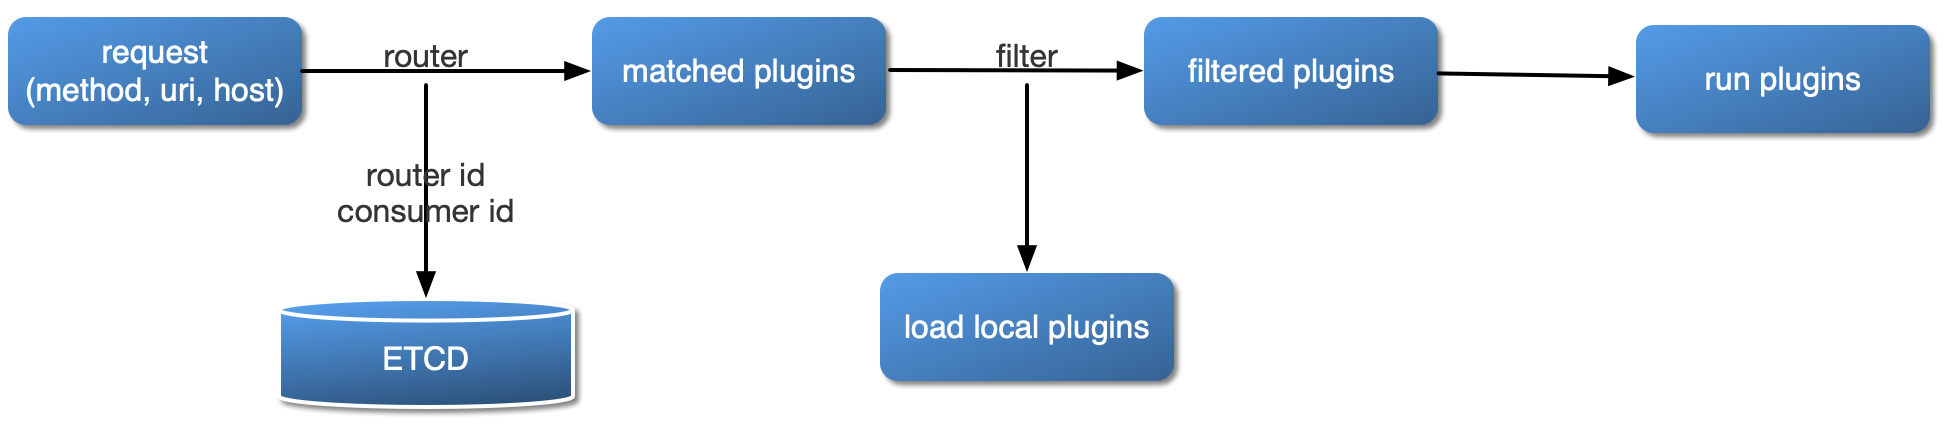 request
(method, uri, host)
router
matched plugins
filter
filtered plugins
run plugins
router id
consumer id
load local plugins
ETCD